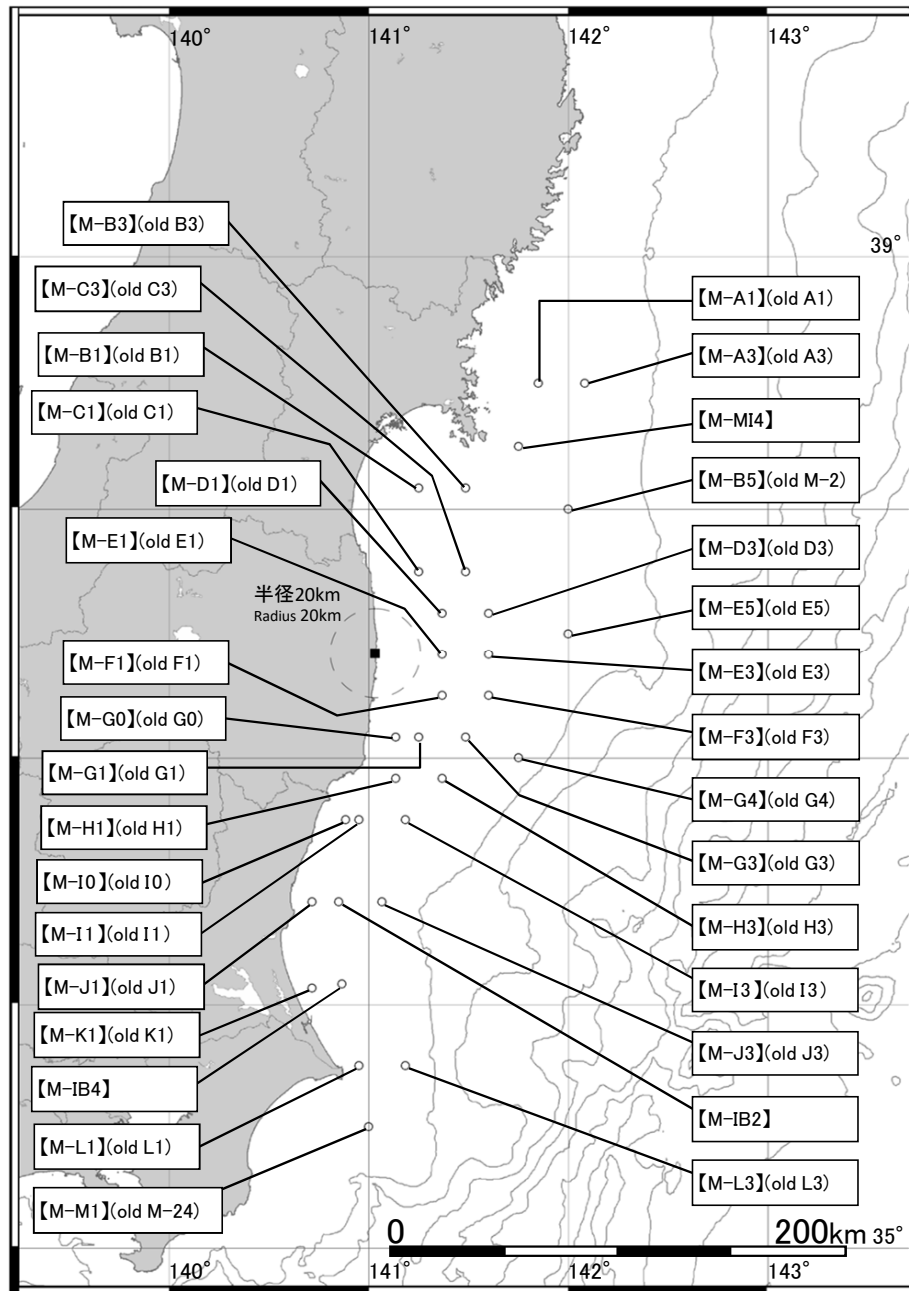 140°
141°
142°
143°
39°
【M-B3】(old B3)
【M-C3】(old C3)
【M-B1】(old B1)
【M-C1】(old C1)
【M-D1】(old D1)
【M-E1】(old E1)
半径20km
Radius 20km
【M-F1】(old F1)
【M-G0】(old G0)
【M-G1】(old G1)
【M-H1】(old H1)
【M-I0】(old I0)
【M-I1】(old I1)
【M-J1】(old J1)
【M-K1】(old K1)
【M-IB4】
【M-L1】(old L1)
【M-M1】(old M-24)
【M-A1】(old A1)
【M-A3】(old A3)
【M-MI4】
【M-B5】(old M-2)
【M-D3】(old D3)
【M-E5】(old E5)
【M-E3】(old E3)
【M-F3】(old F3)
【M-G4】(old G4)
【M-G3】(old G3)
【M-H3】(old H3)
【M-I3】(old I3)
【M-J3】(old J3)
【M-IB2】
【M-L3】(old L3)
0
200km
35°
140°
141°
142°
143°